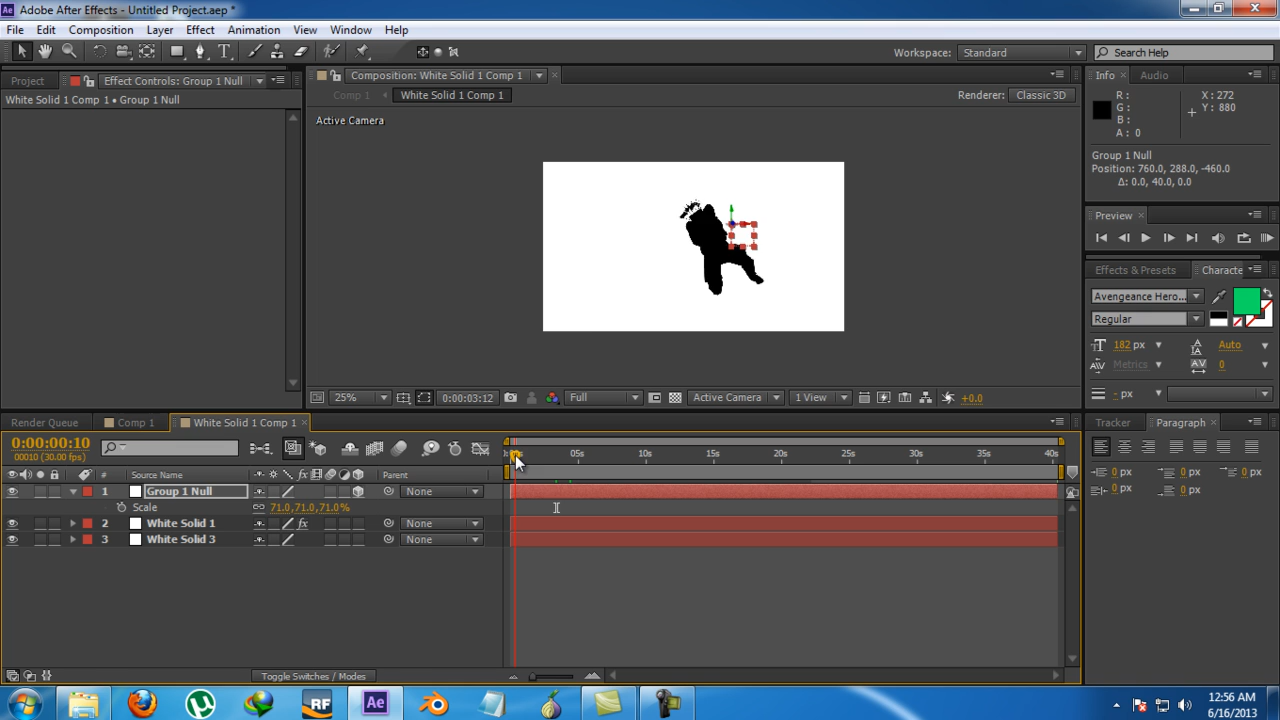 Adobe After Effects - Untitled Project.aep *
File Edit Composition Layer Effect Animation View Window Help
Workspace: Standard Search Help
Project Effect Controls: Group 1 Null
White Solid 1 Comp 1 • Group 1 Null
Composition: White Solid 1 Comp 1
Comp 1 White Solid 1 Comp 1
Renderer: Classic 3D
Active Camera
25% 0:00:03:12 Full Active Camera 1 View +0.0
Info Audio
R: X: 272
G: Y: 880
B:
A: 0
Group 1 Null
Position: 760.0, 288.0, -460.0
Δ: 0.0, 40.0, 0.0
Preview
Effects & Presets Characte
Avengeance Hero...
Regular
182 px Auto
Metrics 0
- px
Render Queue Comp 1 White Solid 1 Comp 1
0:00:00:10
00010 (30.00 fps)
05s 10s 15s 20s 25s 30s 35s 40s
# Source Name Parent
1 Group 1 Null None
Scale 71.0,71.0,71.0%
2 White Solid 1 fx None
3 White Solid 3 None
Toggle Switches / Modes
Tracker Paragraph
0 px 0 px 0 px
0 px 0 px
RF Ae
12:56 AM
6/16/2013